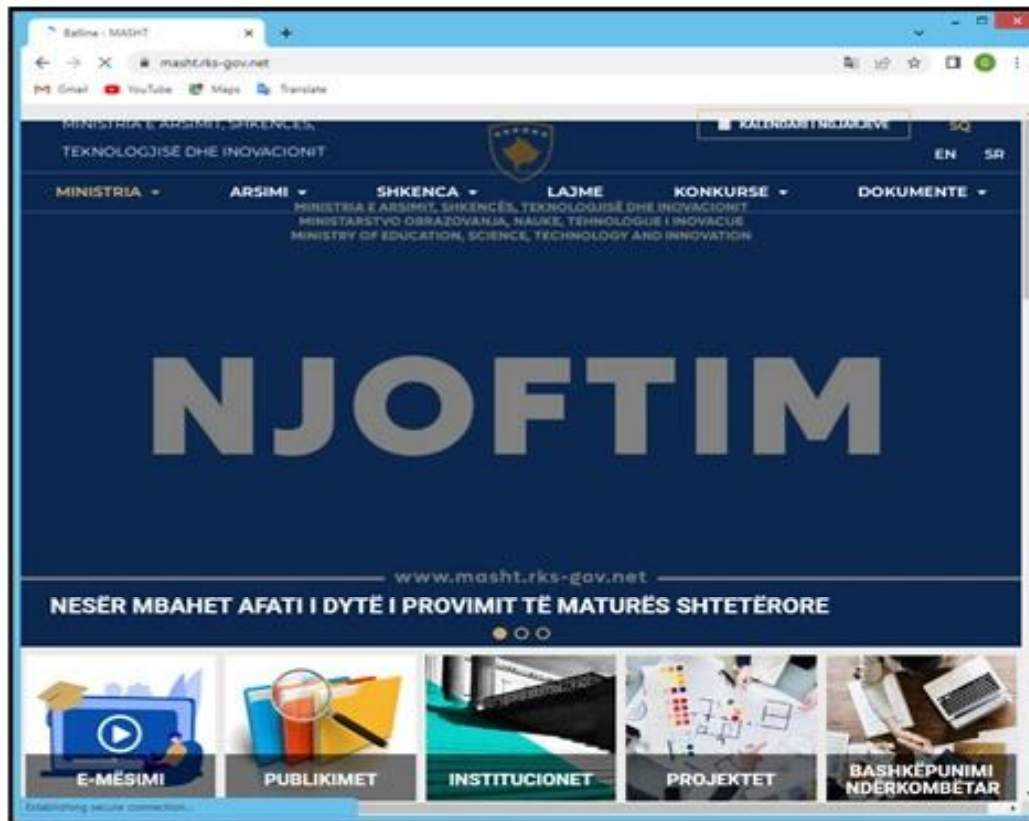 Ballina - MASHT
masht.rks-gov.net
Gmail YouTube Maps Translate
MINISTRIA E ARSIMIT, SHKENCËS,
TEKNOLOGJISË DHE INOVACIONIT
KALENDARI I NGJARJEVE
SQ
EN SR
MINISTRIA ARSIMI SHKENCA LAJME KONKURSE DOKUMENTE
MINISTRIA E ARSIMIT, SHKENCËS, TEKNOLOGJISË DHE INOVACIONIT
MINISTARSTVO OBRAZOVANJA, NAUKE, TEHNOLOGIJE I INOVACIJE
MINISTRY OF EDUCATION, SCIENCE, TECHNOLOGY AND INNOVATION
NJOFTIM
www.masht.rks-gov.net
NESËR MBAHET AFATI I DYTË I PROVIMIT TË MATURËS SHTETËRORE
E-MËSIMI PUBLIKIMET INSTITUCIONET PROJEKTET BASHKËPUNIMI
NDËRKOMBËTAR
Establishing secure connection...